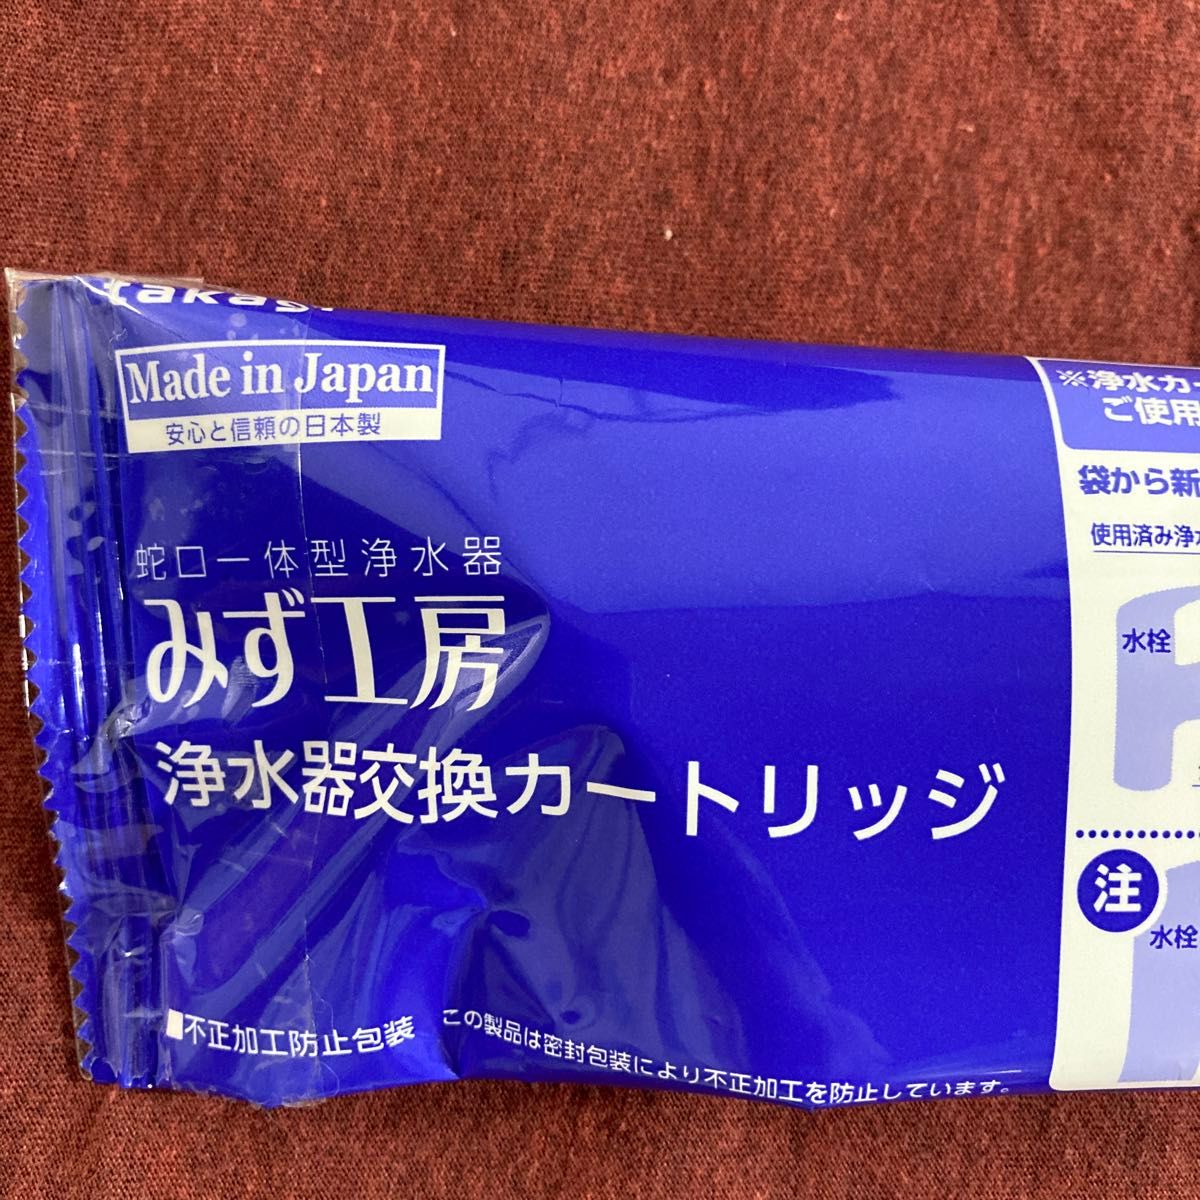 takagi
Made in Japan
安心と信頼の日本製
蛇口一体型浄水器
みず工房
浄水器交換カートリッジ
■不正加工防止包装 この製品は密封包装により不正加工を防止しています。
※浄水カー
ご使用
袋から新
使用済み浄水
水栓
注
水栓